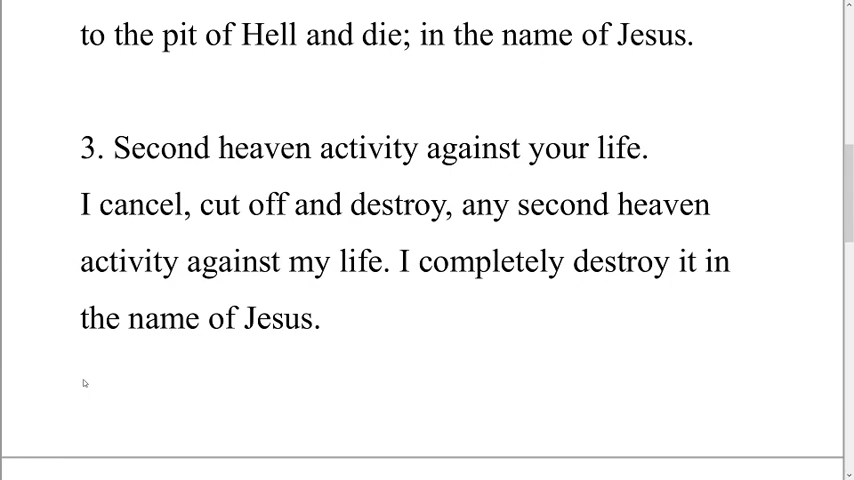 to the pit of Hell and die; in the name of Jesus.
3. Second heaven activity against your life.
I cancel, cut off and destroy, any second heaven
activity against my life. I completely destroy it in
the name of Jesus.